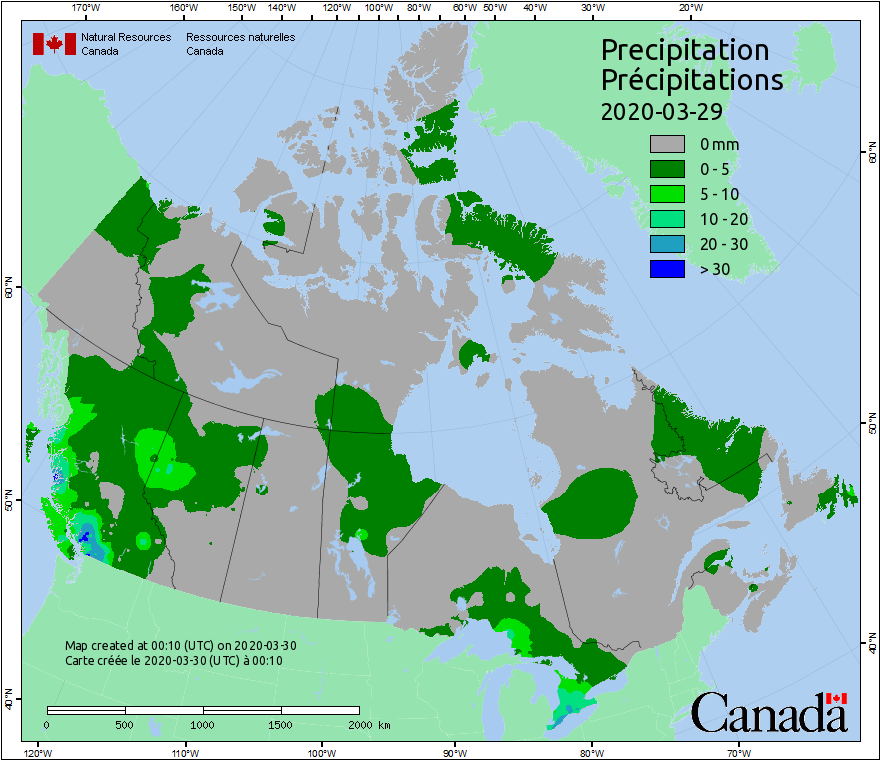 170°W 160°W 150°W 140°W 130°W 120°W 110°W 100°W 90°W 80°W 60°W 50°W 40°W 30°W 20°W
Natural Resources Canada
Ressources naturelles Canada
Precipitation
Précipitations
2020-03-29
0 mm
0 - 5
5 - 10
10 - 20
20 - 30
> 30
60°N
50°N
40°N
60°N
50°N
40°N
Map created at 00:10 (UTC) on 2020-03-30
Carte créée le 2020-03-30 (UTC) à 00:10
0 500 1000 1500 2000 km
Canada
120°W 110°W 100°W 90°W 80°W 70°W